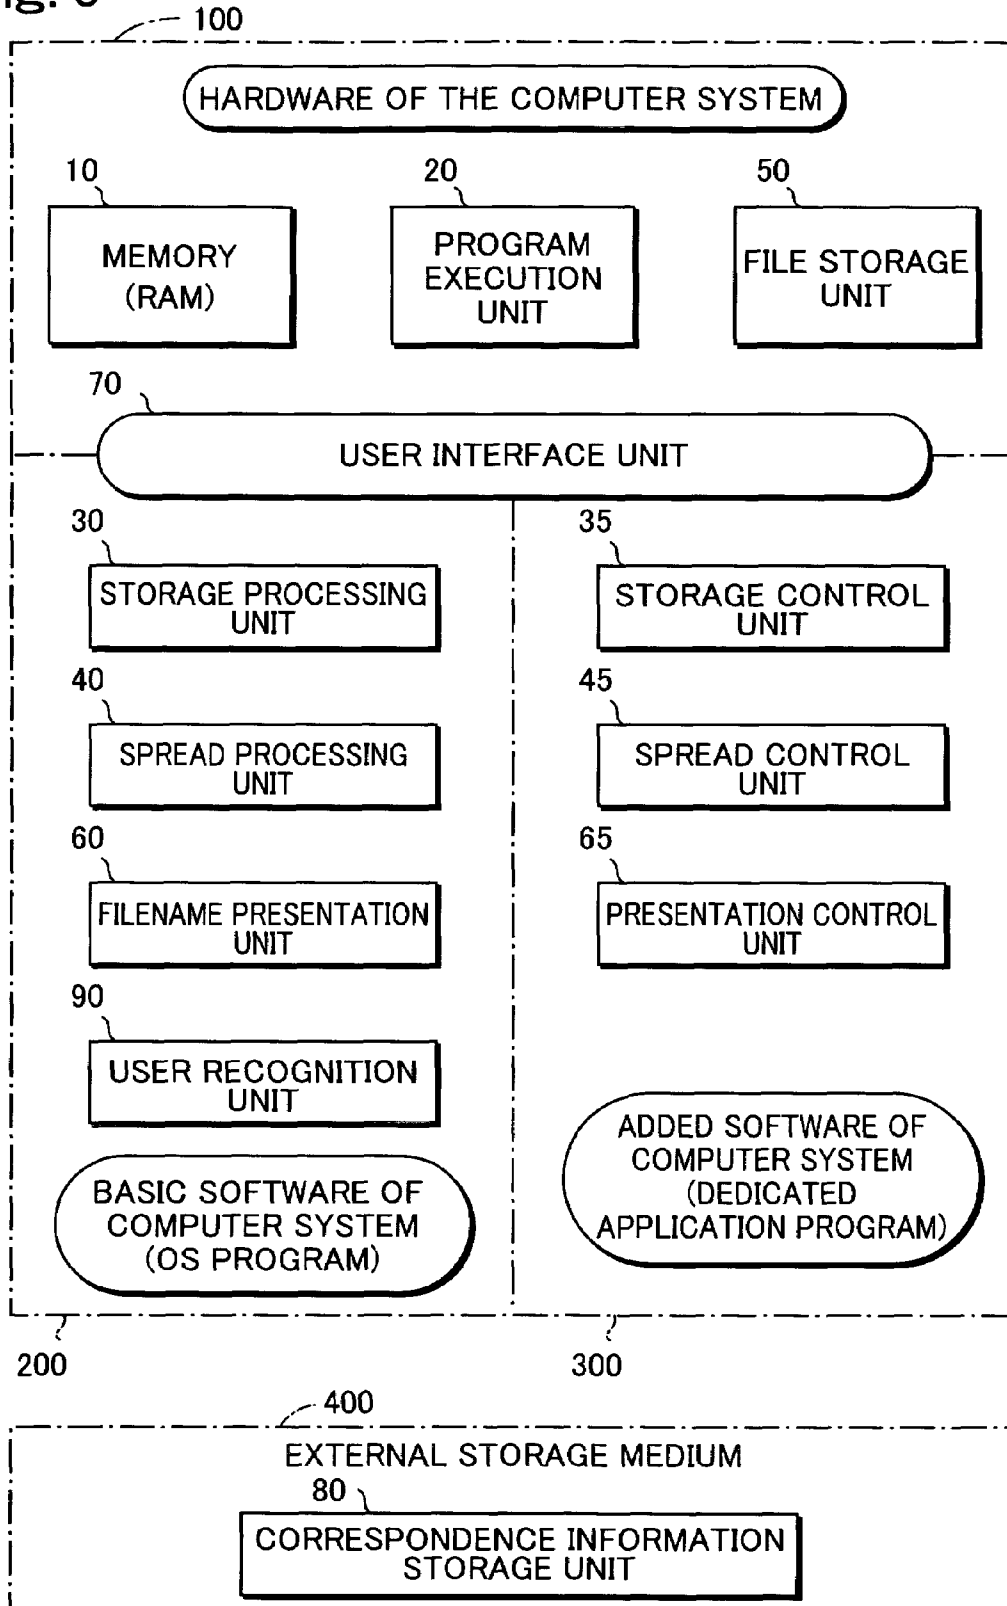 100
HARDWARE OF THE COMPUTER SYSTEM
10
MEMORY
(RAM)
20
PROGRAM
EXECUTION
UNIT
50
FILE STORAGE
UNIT
70
USER INTERFACE UNIT
30
STORAGE PROCESSING
UNIT
35
STORAGE CONTROL
UNIT
40
SPREAD PROCESSING
UNIT
45
SPREAD CONTROL
UNIT
60
FILENAME PRESENTATION
UNIT
65
PRESENTATION CONTROL
UNIT
90
USER RECOGNITION
UNIT
BASIC SOFTWARE OF
COMPUTER SYSTEM
(OS PROGRAM)
ADDED SOFTWARE OF
COMPUTER SYSTEM
(DEDICATED
APPLICATION PROGRAM)
200
300
400
EXTERNAL STORAGE MEDIUM
80
CORRESPONDENCE INFORMATION
STORAGE UNIT